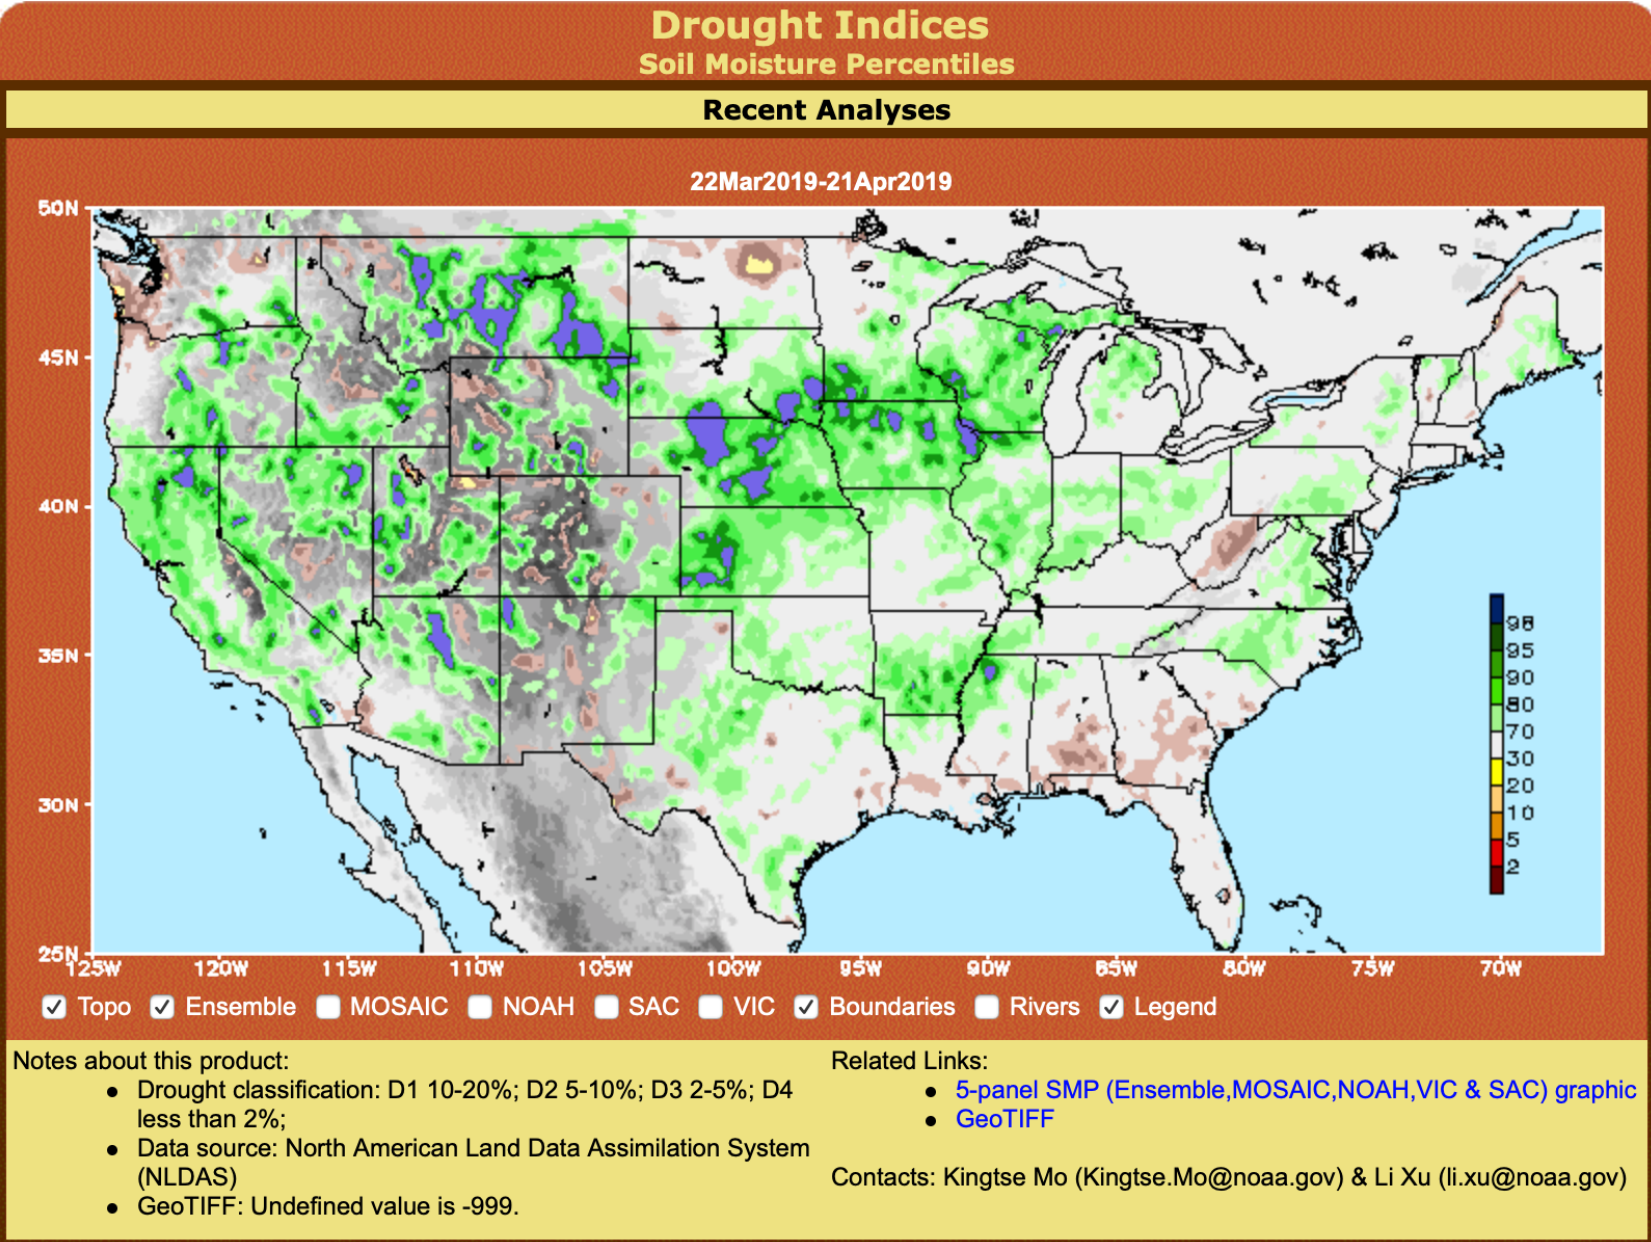 Drought Indices
Soil Moisture Percentiles
Recent Analyses
22Mar2019-21Apr2019
50N
45N
40N
35N
30N
25N
125W 120W 115W 110W 105W 100W 95W 90W 85W 80W 75W 70W
98
95
90
80
70
30
20
10
5
2
Topo Ensemble MOSAIC NOAH SAC VIC Boundaries Rivers Legend
Notes about this product:
• Drought classification: D1 10-20%; D2 5-10%; D3 2-5%; D4
less than 2%;
• Data source: North American Land Data Assimilation System
(NLDAS)
• GeoTIFF: Undefined value is -999.
Related Links:
• 5-panel SMP (Ensemble,MOSAIC,NOAH,VIC & SAC) graphic
• GeoTIFF
Contacts: Kingtse Mo (Kingtse.Mo@noaa.gov) & Li Xu (li.xu@noaa.gov)